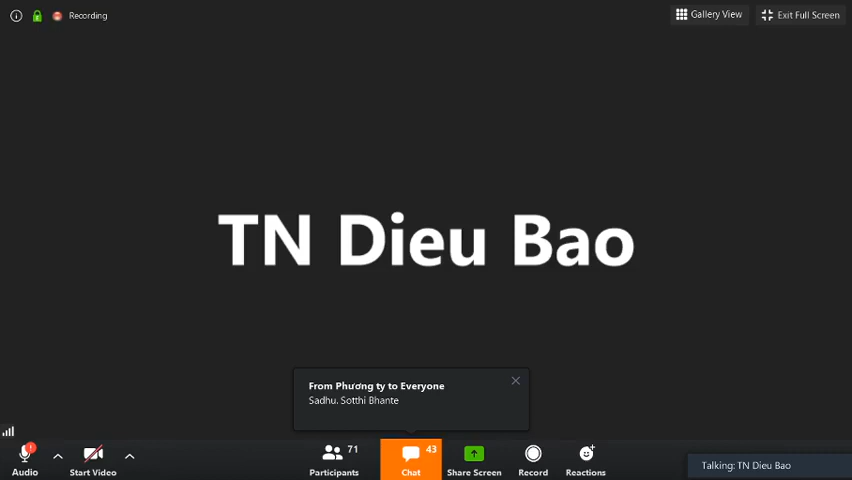 Recording
Gallery View
Exit Full Screen
TN Dieu Bao
From Phương ty to Everyone
Sadhu. Sotthi Bhante
Audio
Start Video
71
Participants
43
Chat
Share Screen
Record
Reactions
Talking: TN Dieu Bao